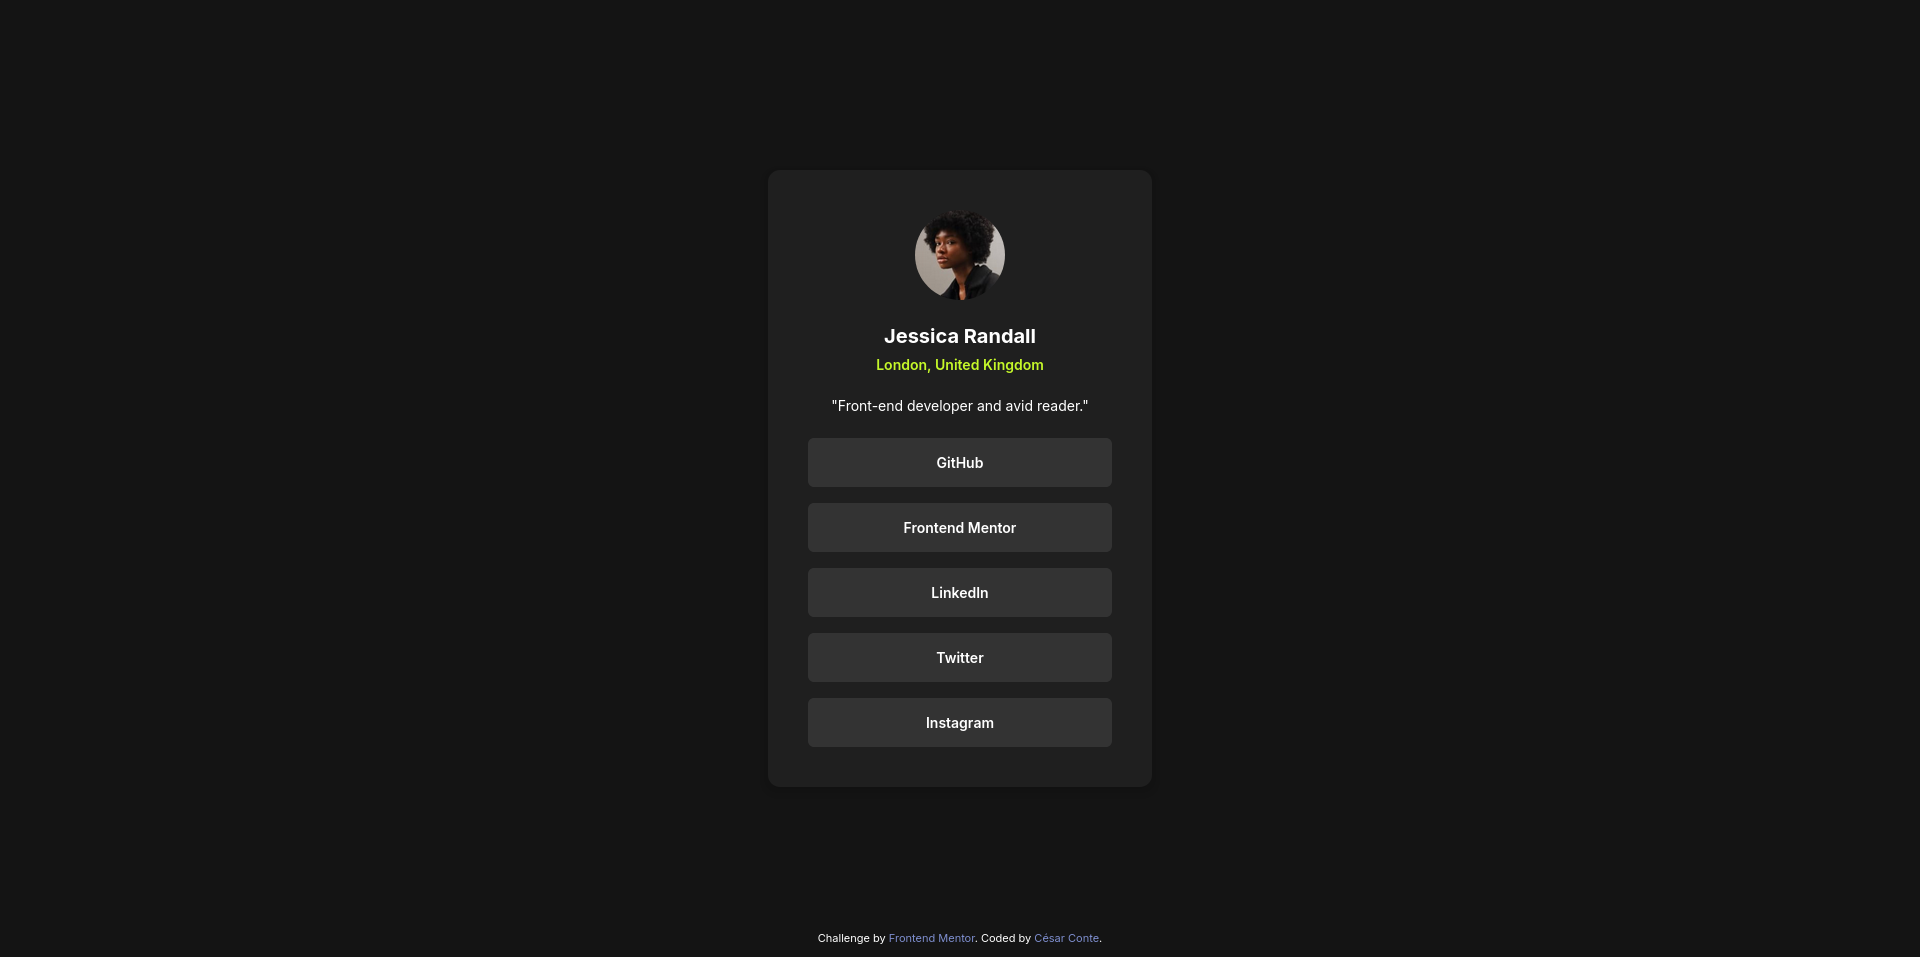 Jessica Randall
London, United Kingdom
"Front-end developer and avid reader."
GitHub
Frontend Mentor
LinkedIn
Twitter
Instagram
Challenge by Frontend Mentor. Coded by César Conte.